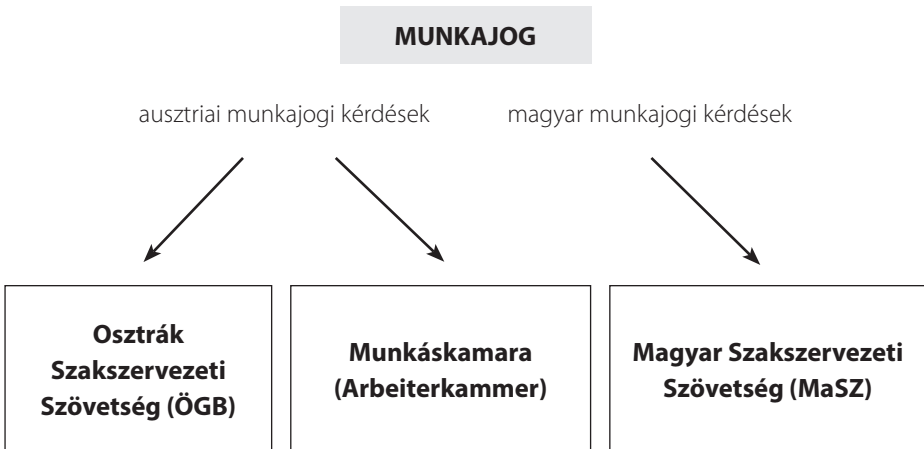 MUNKAJOG
ausztriai munkajogi kérdések
magyar munkajogi kérdések
Osztrák
Szakszervezeti
Szövetség (ÖGB)
Munkáskamara
(Arbeiterkammer)
Magyar Szakszervezeti
Szövetség (MaSZ)